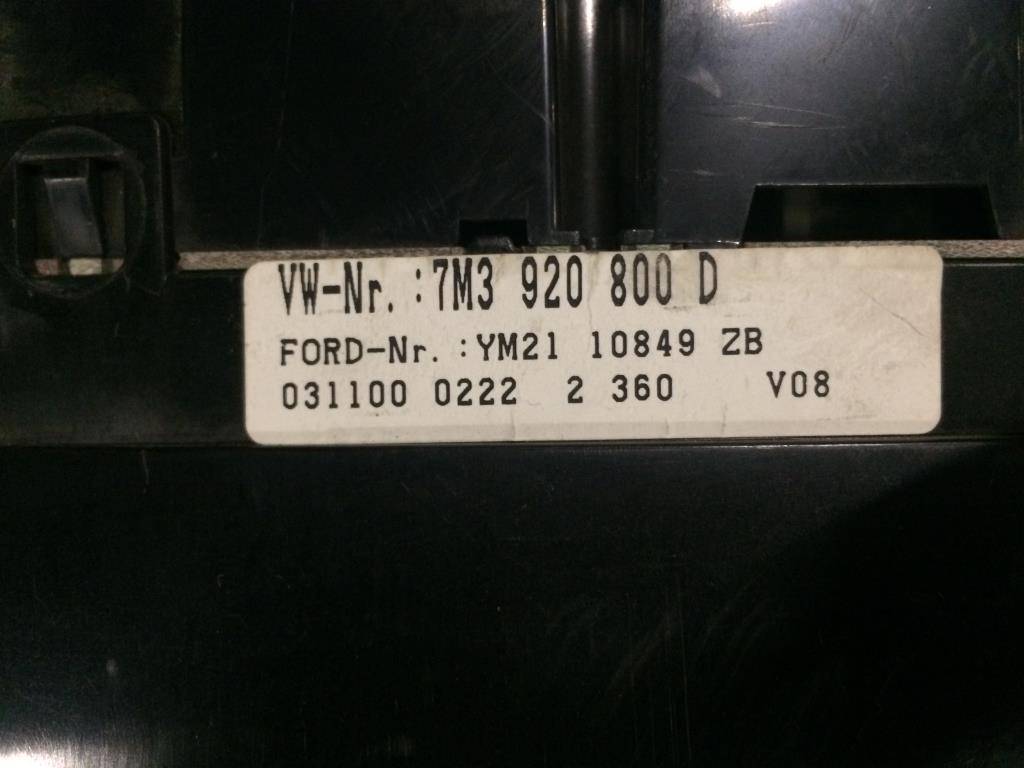 VW-Nr. :7M3 920 800 D
FORD-Nr. :YM21 10849 ZB
031100 0222 2 360 V08